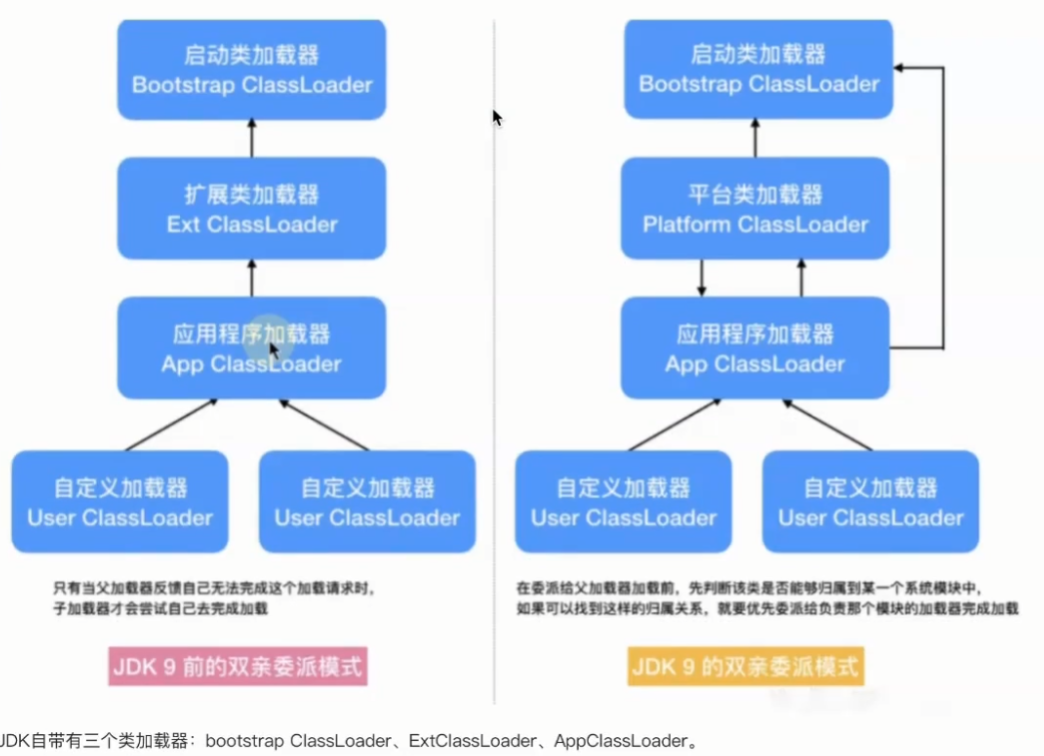 启动类加载器
Bootstrap ClassLoader
扩展类加载器
Ext ClassLoader
应用程序加载器
App ClassLoader
自定义加载器
User ClassLoader
自定义加载器
User ClassLoader
只有当父加载器反馈自己无法完成这个加载请求时,
子加载器才会尝试自己去完成加载
JDK 9 前的双亲委派模式
启动类加载器
Bootstrap ClassLoader
平台类加载器
Platform ClassLoader
应用程序加载器
App ClassLoader
自定义加载器
User ClassLoader
自定义加载器
User ClassLoader
在委派给父加载器加载前，先判断该类是否能够归属到某一个系统模块中,
如果可以找到这样的归属关系，就要优先委派给负责那个模块的加载器完成加载
JDK 9 的双亲委派模式
JDK自带有三个类加载器：bootstrap ClassLoader、ExtClassLoader、AppClassLoader。